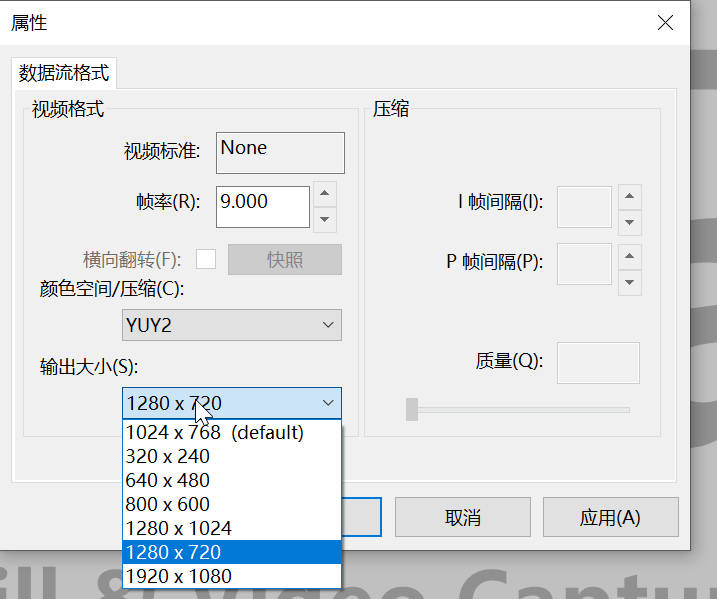 属性
数据流格式
视频格式
视频标准:
None
帧率(R):
9.000
横向翻转(F):
快照
颜色空间/压缩(C):
YUY2
输出大小(S):
1280 x 720
1024 x 768  (default)
320 x 240
640 x 480
800 x 600
1280 x 1024
1280 x 720
1920 x 1080
压缩
I 帧间隔(I):
P 帧间隔(P):
质量(Q):
取消
应用(A)
ill & Video Captu